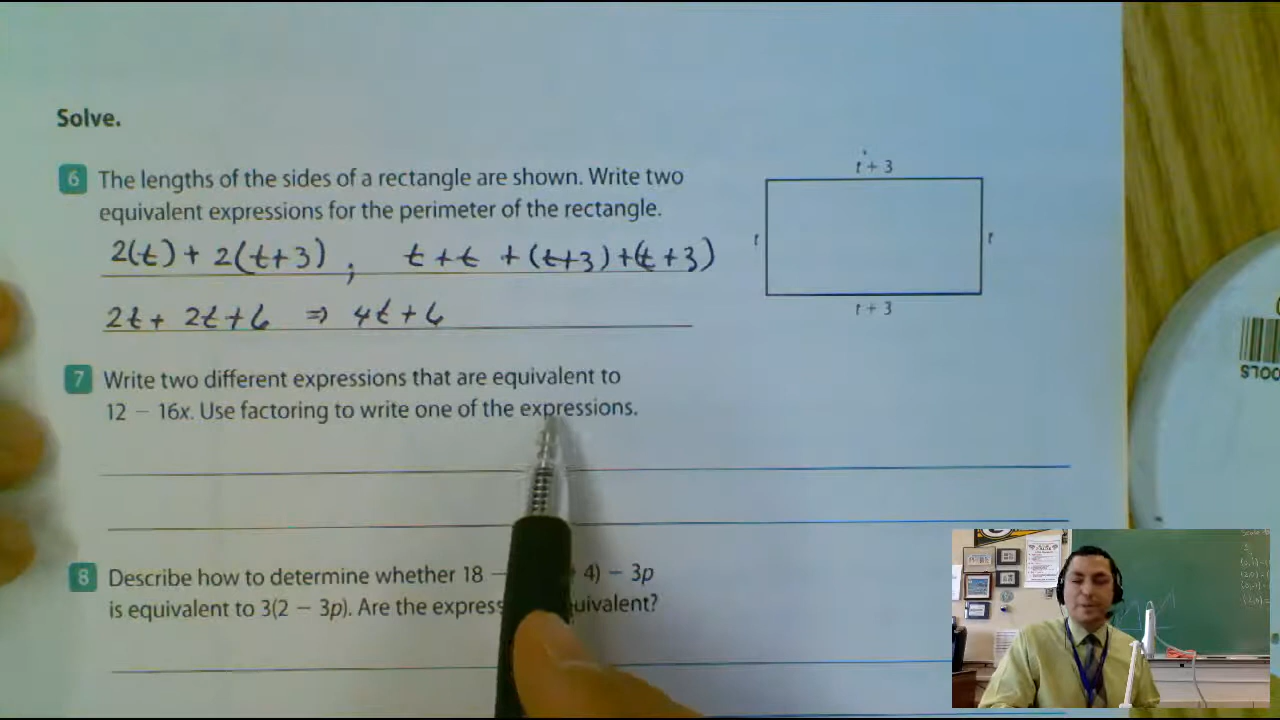 Solve.
6 The lengths of the sides of a rectangle are shown. Write two
equivalent expressions for the perimeter of the rectangle.
2(t) + 2(t+3) ; t + t + (t+3) + (t+3)
2t + 2t + 6 ⇒ 4t + 6
t + 3
t
t
t + 3
7 Write two different expressions that are equivalent to
12 − 16x. Use factoring to write one of the expressions.
8 Describe how to determine whether 18 − 4) − 3p
is equivalent to 3(2 − 3p). Are the express uivalent?
TOOLS